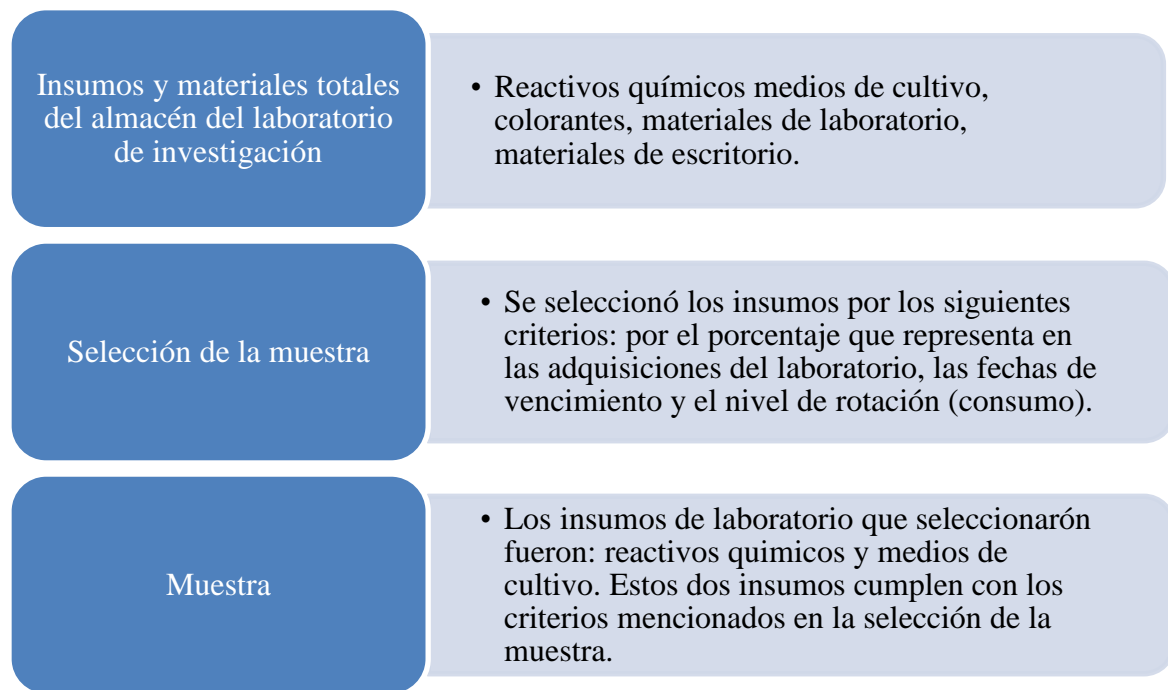 Insumos y materiales totales
del almacén del laboratorio
de investigación
• Reactivos químicos medios de cultivo,
colorantes, materiales de laboratorio,
materiales de escritorio.
Selección de la muestra
• Se seleccionó los insumos por los siguientes
criterios: por el porcentaje que representa en
las adquisiciones del laboratorio, las fechas de
vencimiento y el nivel de rotación (consumo).
Muestra
• Los insumos de laboratorio que seleccionarón
fueron: reactivos quimicos y medios de
cultivo. Estos dos insumos cumplen con los
criterios mencionados en la selección de la
muestra.